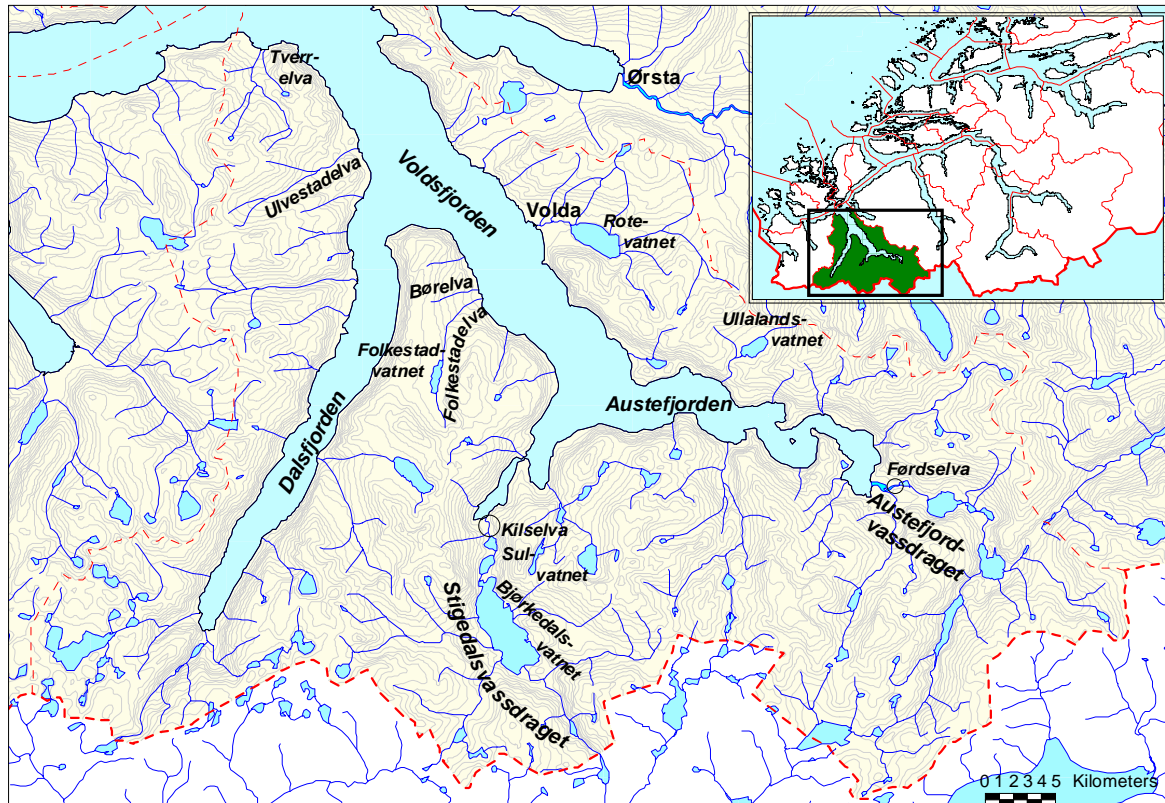 Tverr-
elva
Ørsta
Voldsfjorden
Ulvestadelva
Volda
Rote-
vatnet
Børelva
Folkestadelva
Ullalands-
vatnet
Folkestad-
vatnet
Austefjorden
Dalsfjorden
Førdselva
Austefjord-
vassdraget
Kilselva
Sul-
vatnet
Bjørkedals-
vatnet
Stigedalsvassdraget
0 1 2 3 4 5 Kilometers